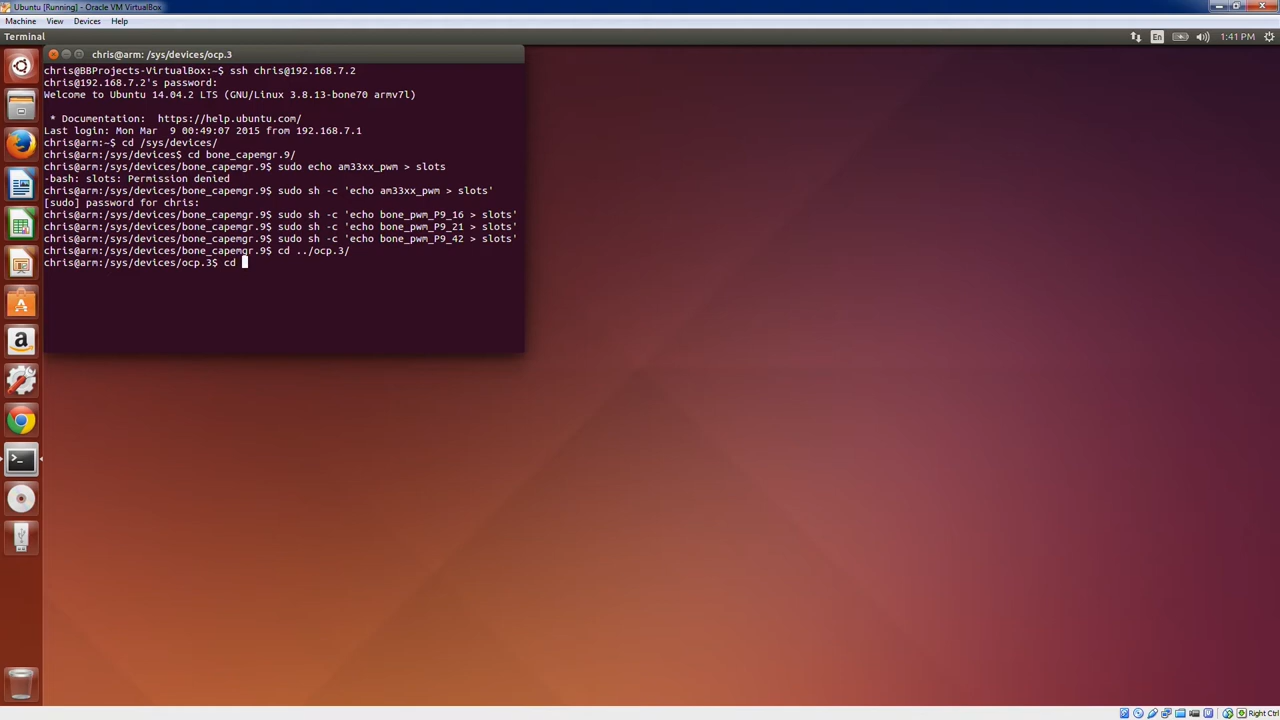 Ubuntu [Running] - Oracle VM VirtualBox
Machine View Devices Help
Terminal En 1:41 PM
chris@arm: /sys/devices/ocp.3
chris@BBProjects-VirtualBox:~$ ssh chris@192.168.7.2
chris@192.168.7.2's password:
Welcome to Ubuntu 14.04.2 LTS (GNU/Linux 3.8.13-bone70 armv7l)
* Documentation:  https://help.ubuntu.com/
Last login: Mon Mar  9 00:49:07 2015 from 192.168.7.1
chris@arm:~$ cd /sys/devices/
chris@arm:/sys/devices$ cd bone_capemgr.9/
chris@arm:/sys/devices/bone_capemgr.9$ sudo echo am33xx_pwm > slots
-bash: slots: Permission denied
chris@arm:/sys/devices/bone_capemgr.9$ sudo sh -c 'echo am33xx_pwm > slots'
[sudo] password for chris:
chris@arm:/sys/devices/bone_capemgr.9$ sudo sh -c 'echo bone_pwm_P9_16 > slots'
chris@arm:/sys/devices/bone_capemgr.9$ sudo sh -c 'echo bone_pwm_P9_21 > slots'
chris@arm:/sys/devices/bone_capemgr.9$ sudo sh -c 'echo bone_pwm_P9_42 > slots'
chris@arm:/sys/devices/bone_capemgr.9$ cd ../ocp.3/
chris@arm:/sys/devices/ocp.3$ cd
Right Ctrl